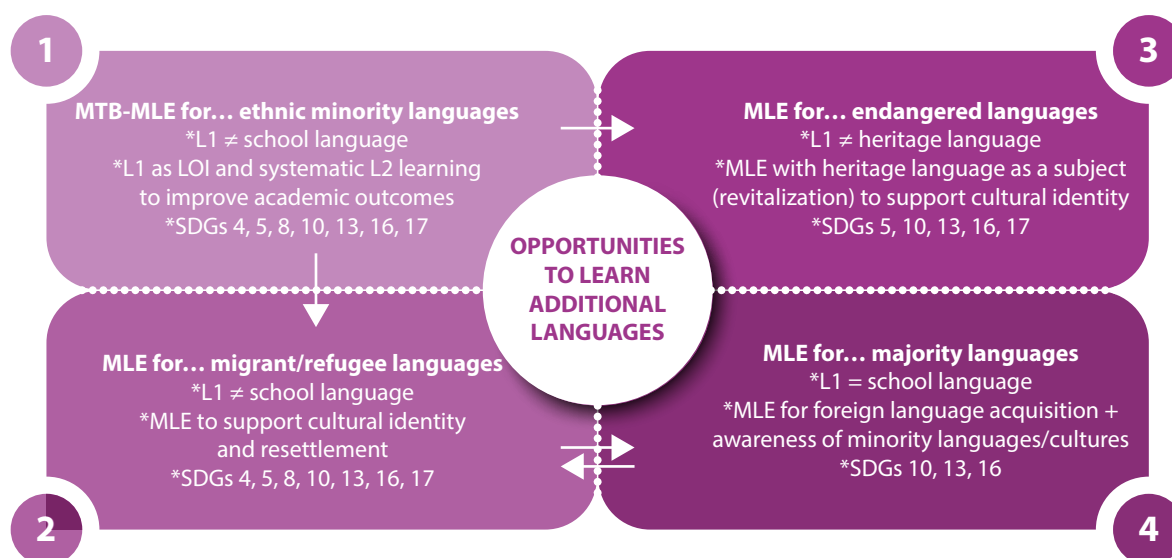 1
MTB-MLE for... ethnic minority languages
*L1 ≠ school language
*L1 as LOI and systematic L2 learning
to improve academic outcomes
*SDGs 4, 5, 8, 10, 13, 16, 17
2
MLE for... migrant/refugee languages
*L1 ≠ school language
*MLE to support cultural identity
and resettlement
*SDGs 4, 5, 8, 10, 13, 16, 17
OPPORTUNITIES
TO LEARN
ADDITIONAL
LANGUAGES
3
MLE for... endangered languages
*L1 ≠ heritage language
*MLE with heritage language as a subject
(revitalization) to support cultural identity
*SDGs 5, 10, 13, 16, 17
4
MLE for... majority languages
*L1 = school language
*MLE for foreign language acquisition +
awareness of minority languages/cultures
*SDGs 10, 13, 16